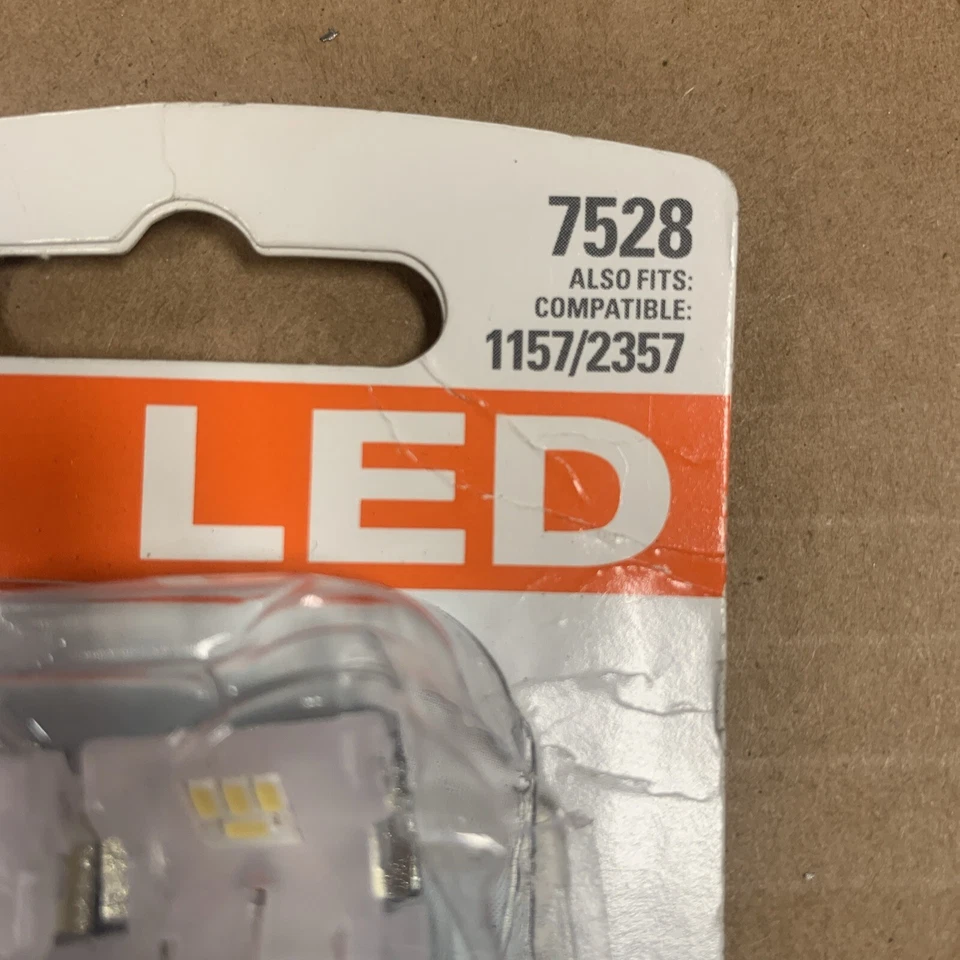 7528
ALSO FITS:
COMPATIBLE:
1157/2357
LED